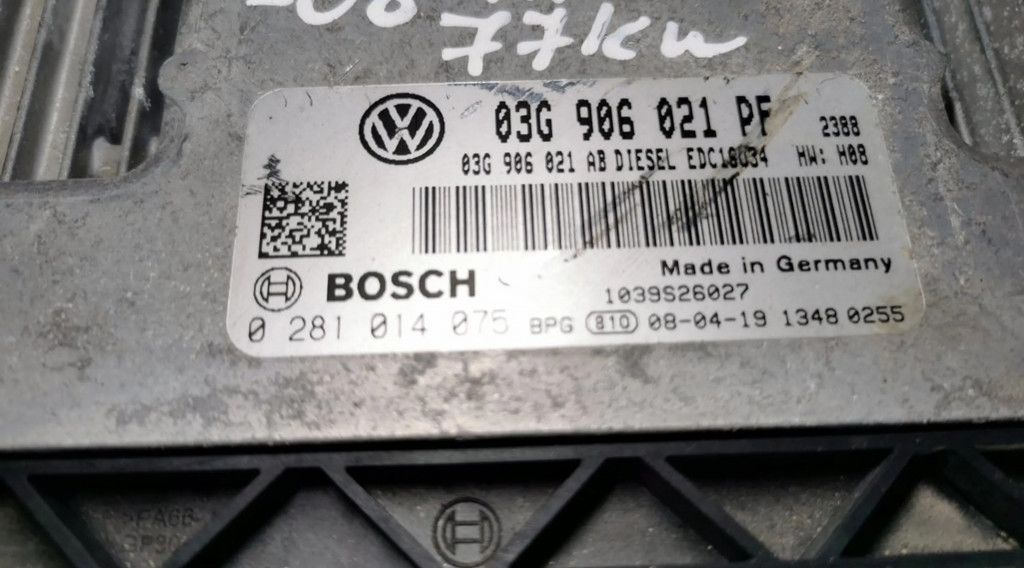 77kw
03G 906 021 PF 2388
03G 906 021 AB DIESEL EDC16U34 HW: H08
Made in Germany
BOSCH
1039S26027
0 281 014 075 BPG 810 08-04-19 1348 0255